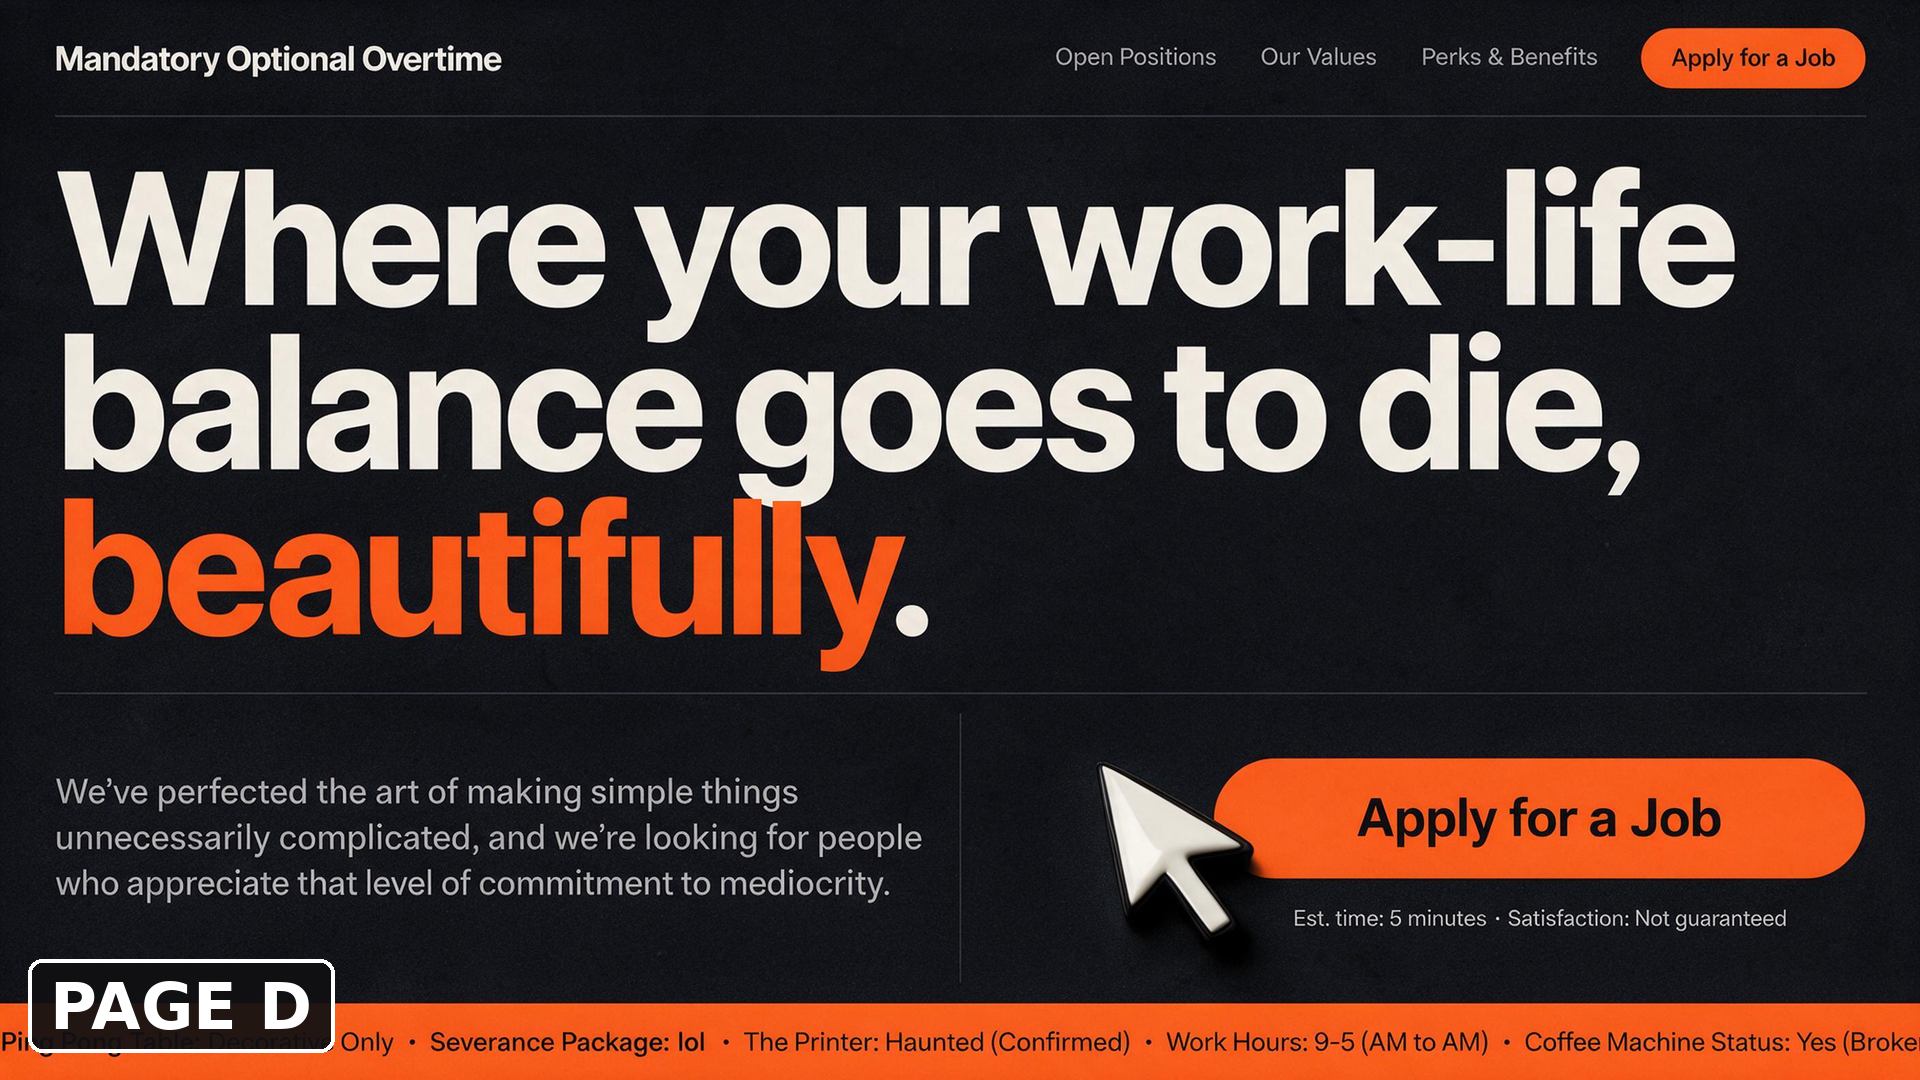 Mandatory Optional Overtime
Open Positions
Our Values
Perks & Benefits
Apply for a Job
Where your work-life
balance goes to die,
beautifully.
We’ve perfected the art of making simple things
unnecessarily complicated, and we’re looking for people
who appreciate that level of commitment to mediocrity.
Apply for a Job
Est. time: 5 minutes · Satisfaction: Not guaranteed
PAGE D
Ping Pong Table: Decorative Only • Severance Package: lol • The Printer: Haunted (Confirmed) • Work Hours: 9-5 (AM to AM) • Coffee Machine Status: Yes